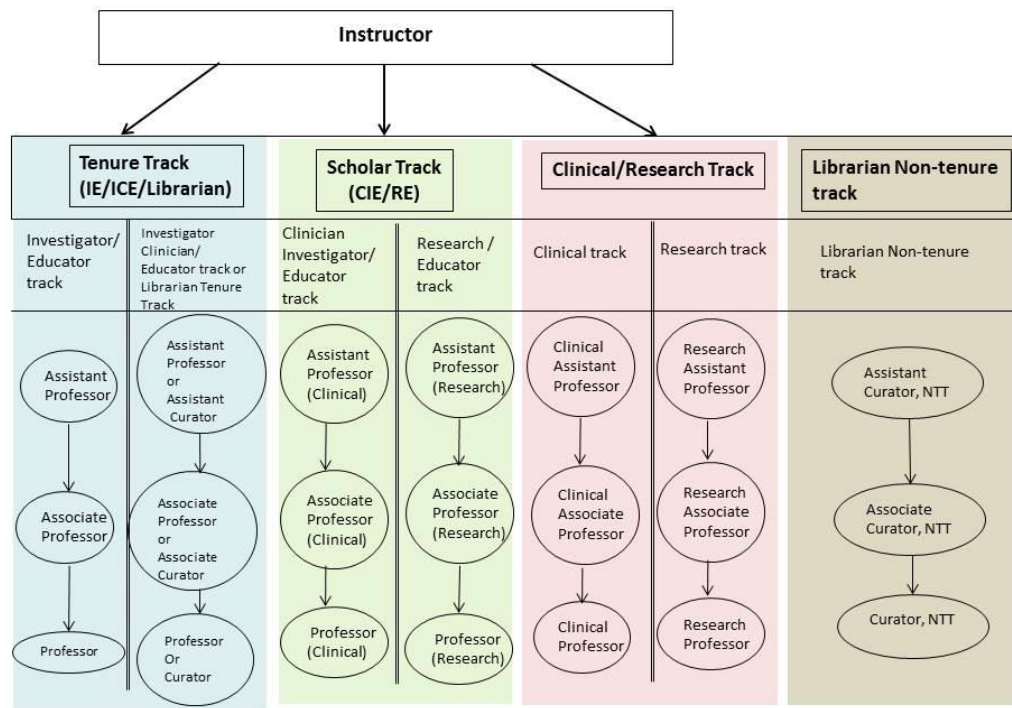 Instructor
Tenure Track
(IE/ICE/Librarian)
Scholar Track
(CIE/RE)
Clinical/Research Track
Librarian Non-tenure
track
Investigator/
Educator
track
Investigator
Clinician/
Educator track or
Librarian Tenure
Track
Clinician
Investigator/
Educator
track
Research /
Educator
track
Clinical track
Research track
Librarian Non-tenure
track
Assistant
Professor
Assistant
Professor
or
Assistant
Curator
Assistant
Professor
(Clinical)
Assistant
Professor
(Research)
Clinical
Assistant
Professor
Research
Assistant
Professor
Assistant
Curator, NTT
Associate
Professor
Associate
Professor
or
Associate
Curator
Associate
Professor
(Clinical)
Associate
Professor
(Research)
Clinical
Associate
Professor
Research
Associate
Professor
Associate
Curator, NTT
Professor
Professor
Or
Curator
Professor
(Clinical)
Professor
(Research)
Clinical
Professor
Research
Professor
Curator, NTT